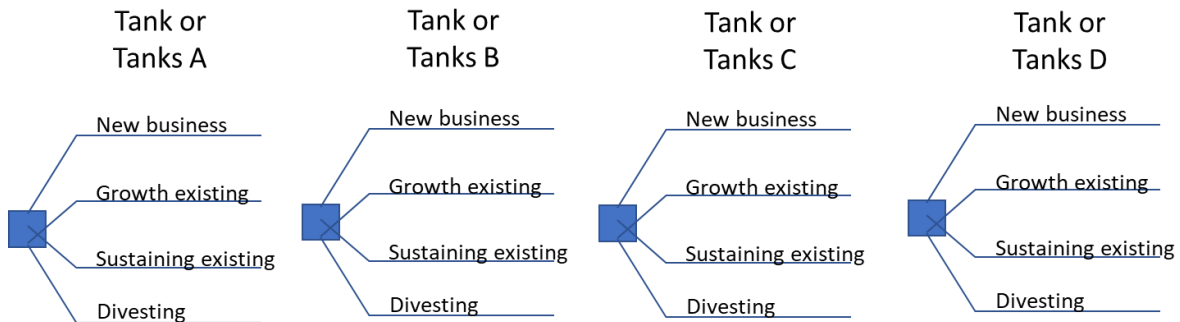 Tank or
Tanks A
New business
Growth existing
Sustaining existing
Divesting
Tank or
Tanks B
New business
Growth existing
Sustaining existing
Divesting
Tank or
Tanks C
New business
Growth existing
Sustaining existing
Divesting
Tank or
Tanks D
New business
Growth existing
Sustaining existing
Divesting